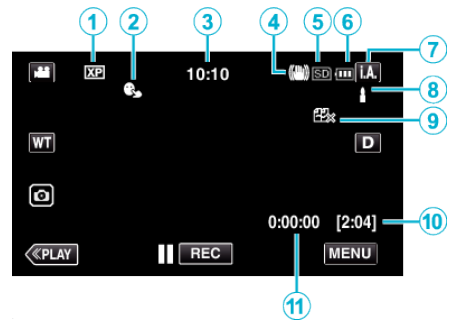 1 2 3 4 5 6
XP 10:10 SD i.A. 7
8
9
WT D
0:00:00 [2:04] 10
≪PLAY REC MENU
11